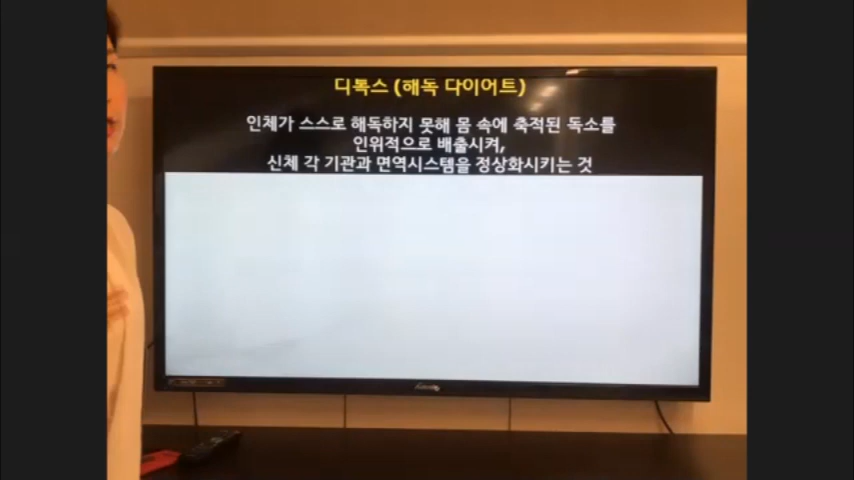 디톡스 (해독 다이어트)
인체가 스스로 해독하지 못해 몸 속에 축적된 독소를
인위적으로 배출시켜,
신체 각 기관과 면역시스템을 정상화시키는 것